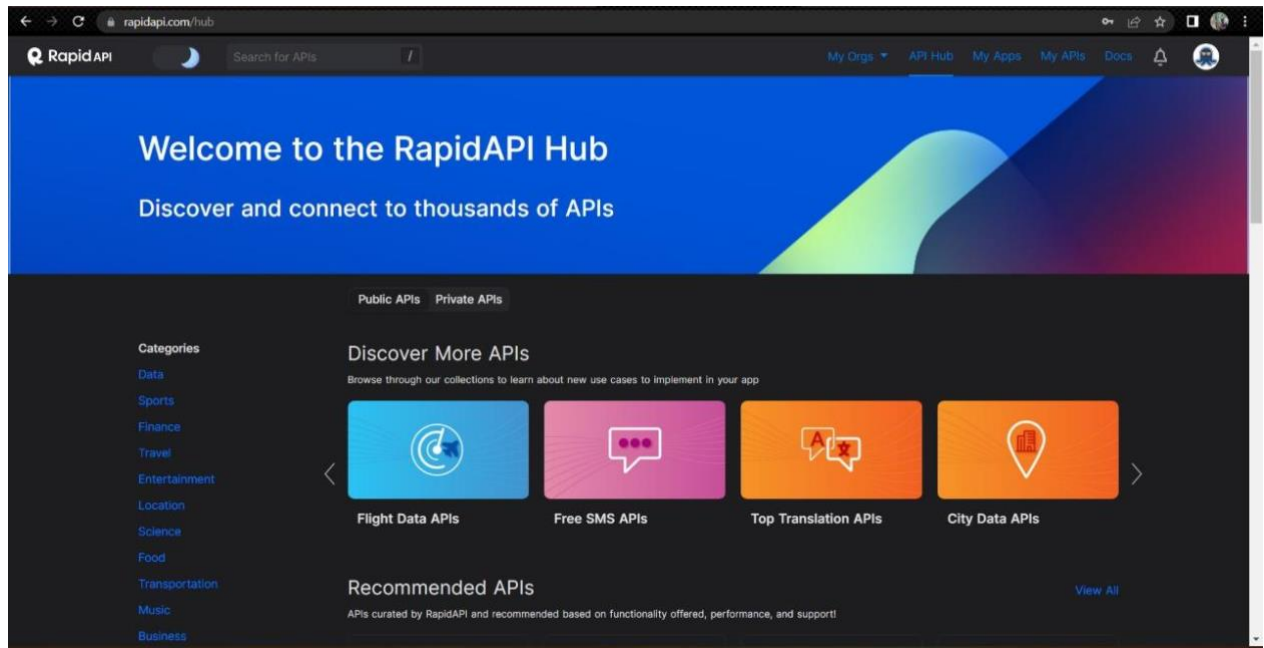 rapidapi.com/hub
Rapid API
Search for APIs
/
My Orgs
API Hub
My Apps
My APIs
Docs
Welcome to the RapidAPI Hub
Discover and connect to thousands of APIs
Public APIs
Private APIs
Categories
Data
Sports
Finance
Travel
Entertainment
Location
Science
Food
Transportation
Music
Business
Discover More APIs
Browse through our collections to learn about new use cases to implement in your app
A
文
Flight Data APIs
Free SMS APIs
Top Translation APIs
City Data APIs
Recommended APIs
View All
APIs curated by RapidAPI and recommended based on functionality offered, performance, and support!